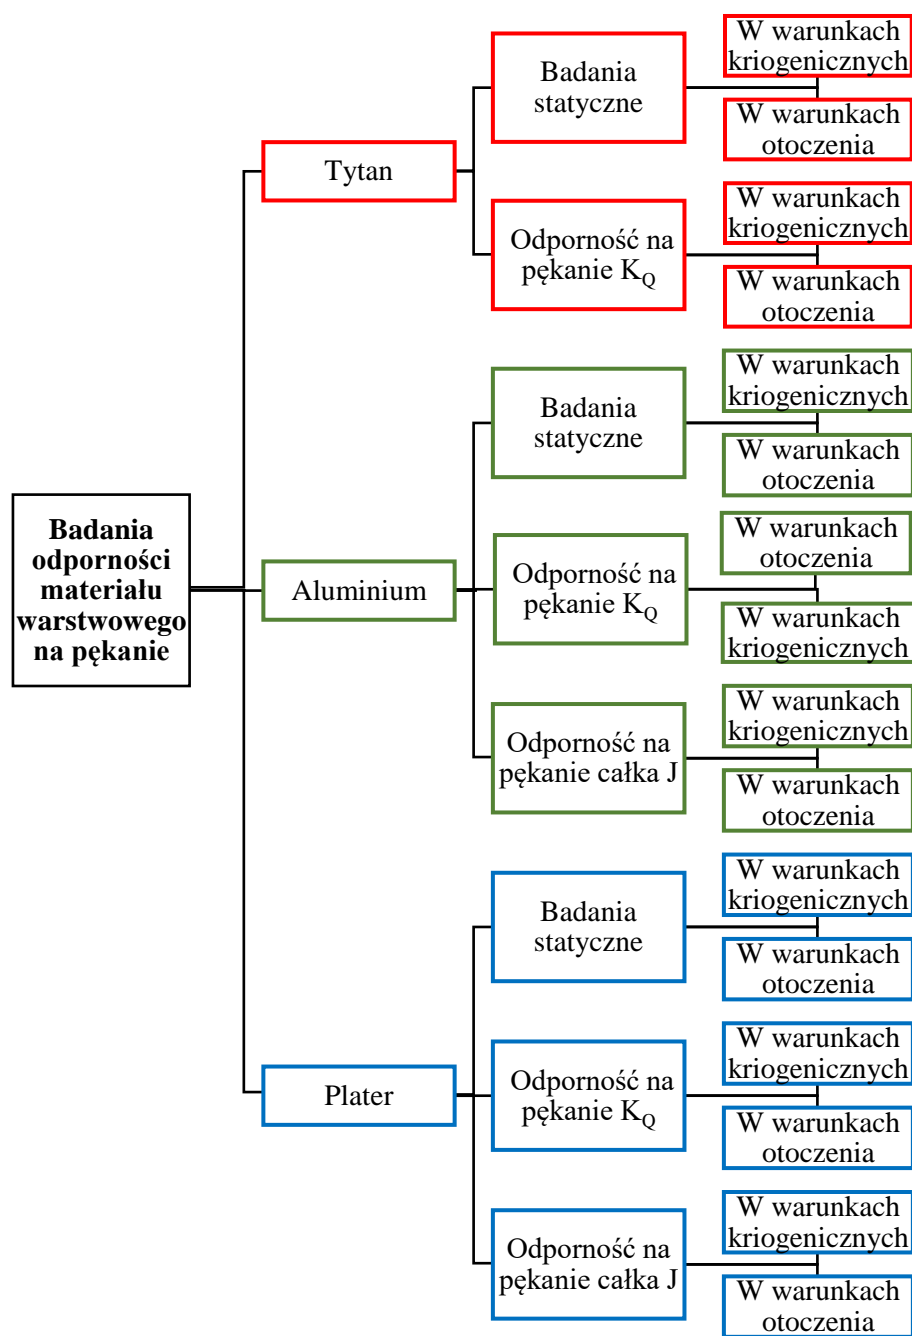 Badania
odporności
materiału
warstwowego
na pękanie
Tytan
Badania
statyczne
W warunkach
kriogenicznych
W warunkach
otoczenia
Odporność na
pękanie K_Q
W warunkach
kriogenicznych
W warunkach
otoczenia
Aluminium
Badania
statyczne
W warunkach
kriogenicznych
W warunkach
otoczenia
Odporność na
pękanie K_Q
W warunkach
otoczenia
W warunkach
kriogenicznych
Odporność na
pękanie całka J
W warunkach
kriogenicznych
W warunkach
otoczenia
Plater
Badania
statyczne
W warunkach
kriogenicznych
W warunkach
otoczenia
Odporność na
pękanie K_Q
W warunkach
kriogenicznych
W warunkach
otoczenia
Odporność na
pękanie całka J
W warunkach
kriogenicznych
W warunkach
otoczenia